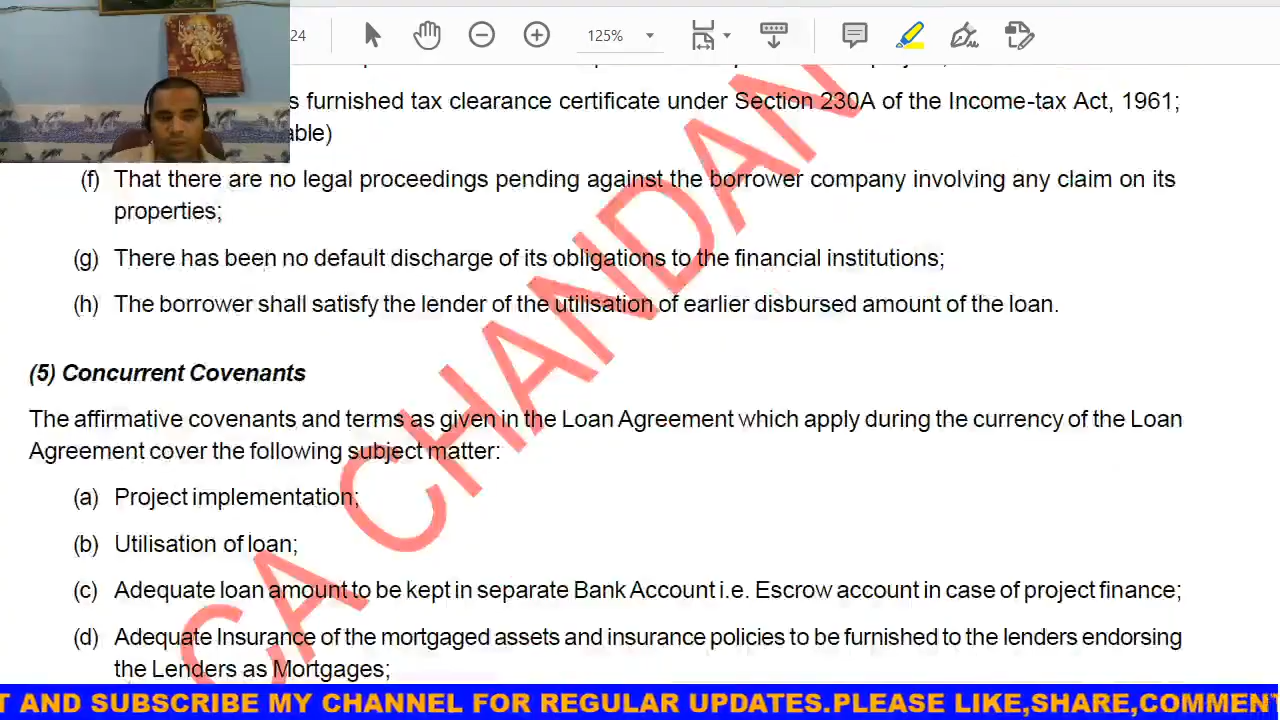 24
125%
s furnished tax clearance certificate under Section 230A of the Income-tax Act, 1961;
able)
(f) That there are no legal proceedings pending against the borrower company involving any claim on its
properties;
(g) There has been no default discharge of its obligations to the financial institutions;
(h) The borrower shall satisfy the lender of the utilisation of earlier disbursed amount of the loan.
(5) Concurrent Covenants
The affirmative covenants and terms as given in the Loan Agreement which apply during the currency of the Loan
Agreement cover the following subject matter:
(a) Project implementation;
(b) Utilisation of loan;
(c) Adequate loan amount to be kept in separate Bank Account i.e. Escrow account in case of project finance;
(d) Adequate Insurance of the mortgaged assets and insurance policies to be furnished to the lenders endorsing
the Lenders as Mortgages;
CA CHANDAN
T AND SUBSCRIBE MY CHANNEL FOR REGULAR UPDATES.PLEASE LIKE,SHARE,COMMENT